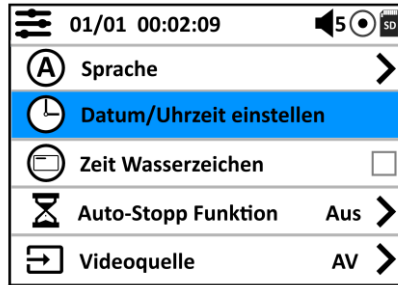 01/01 00:02:09 5 SD
A Sprache
Datum/Uhrzeit einstellen
Zeit Wasserzeichen
Auto-Stopp Funktion Aus
Videoquelle AV